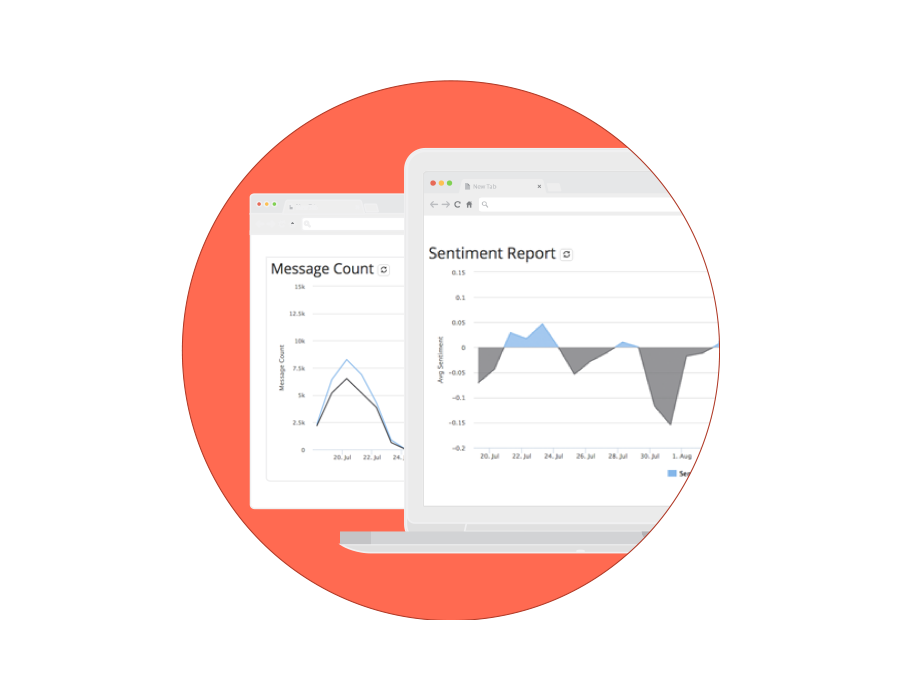 New Tab
Message Count
15k
12.5k
10k
7.5k
5k
2.5k
0
Message Count
20. Jul
22. Jul
24.
Sentiment Report
0.15
0.1
0.05
0
-0.05
-0.1
-0.15
-0.2
Avg Sentiment
20. Jul
22. Jul
24. Jul
26. Jul
28. Jul
30. Jul
1. Aug
Sen